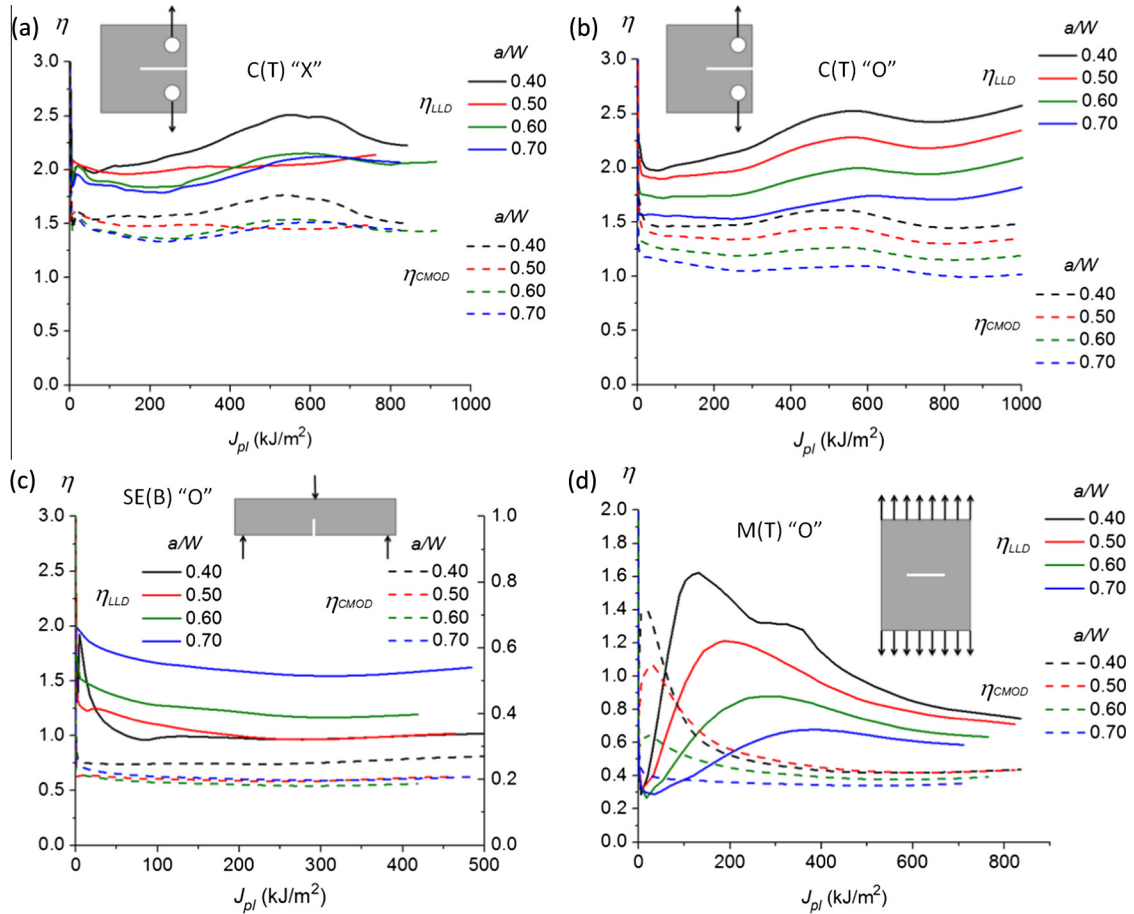 (a)
η
C(T) "X"
a/W
0.40
0.50
0.60
0.70
ηLLD
a/W
0.40
0.50
0.60
0.70
ηCMOD
3.0
2.5
2.0
1.5
1.0
0.5
0.0
0
200
400
600
800
1000
Jpl (kJ/m²)
(b)
η
C(T) "O"
a/W
0.40
0.50
0.60
0.70
ηLLD
a/W
0.40
0.50
0.60
0.70
ηCMOD
3.0
2.5
2.0
1.5
1.0
0.5
0.0
0
200
400
600
800
1000
Jpl (kJ/m²)
(c)
η
SE(B) "O"
a/W
0.40
0.50
0.60
0.70
ηLLD
a/W
0.40
0.50
0.60
0.70
ηCMOD
3.0
2.5
2.0
1.5
1.0
0.5
0.0
1.0
0.8
0.6
0.4
0.2
0.0
0
100
200
300
400
500
Jpl (kJ/m²)
(d)
η
M(T) "O"
a/W
0.40
0.50
0.60
0.70
ηLLD
a/W
0.40
0.50
0.60
0.70
ηCMOD
2.0
1.8
1.6
1.4
1.2
1.0
0.8
0.6
0.4
0.2
0.0
0
200
400
600
800
Jpl (kJ/m²)